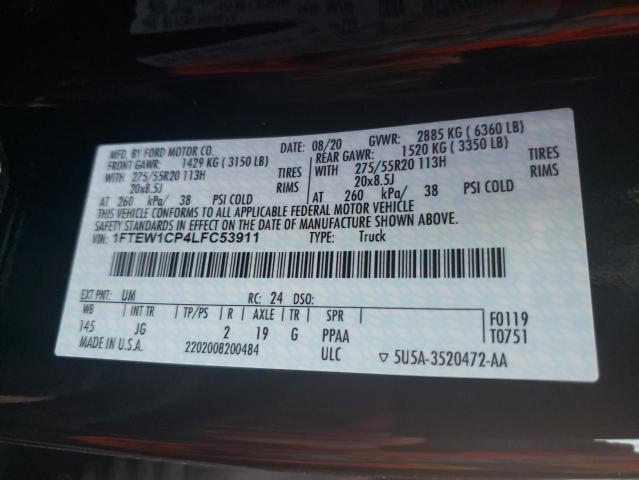 MFD. BY FORD MOTOR CO. DATE: 08/20 GVWR: 2885 KG ( 6360 LB)
FRONT GAWR: 1429 KG ( 3150 LB) REAR GAWR: 1520 KG ( 3350 LB)
WITH 275/55R20 113H TIRES WITH 275/55R20 113H TIRES
20x8.5J RIMS 20x8.5J RIMS
AT 260 kPa/ 38 PSI COLD AT 260 kPa/ 38 PSI COLD
THIS VEHICLE CONFORMS TO ALL APPLICABLE FEDERAL MOTOR VEHICLE
SAFETY STANDARDS IN EFFECT ON THE DATE OF MANUFACTURE SHOWN ABOVE.
VIN: 1FTEW1CP4LFC53911 TYPE: Truck
EXT PNT: UM RC: 24 DSO:
WB INT TR TP/PS R AXLE TR SPR F0119
145 JG 2 19 G PPAA T0751
MADE IN U.S.A. 2202008200484 ULC ▽ 5U5A-3520472-AA